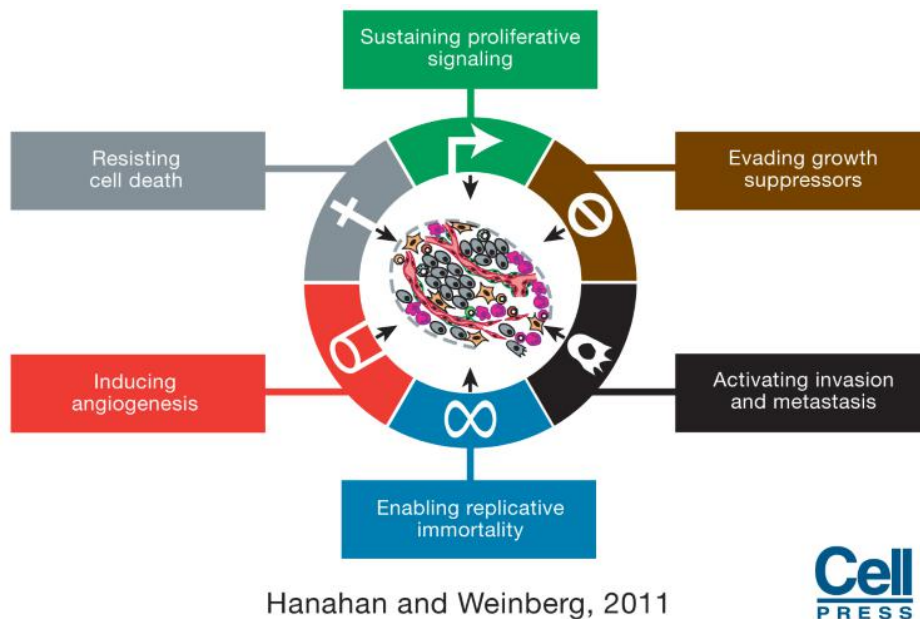 Sustaining proliferative
signaling
Resisting
cell death
Evading growth
suppressors
Inducing
angiogenesis
Activating invasion
and metastasis
Enabling replicative
immortality
Hanahan and Weinberg, 2011
Cell
PRESS